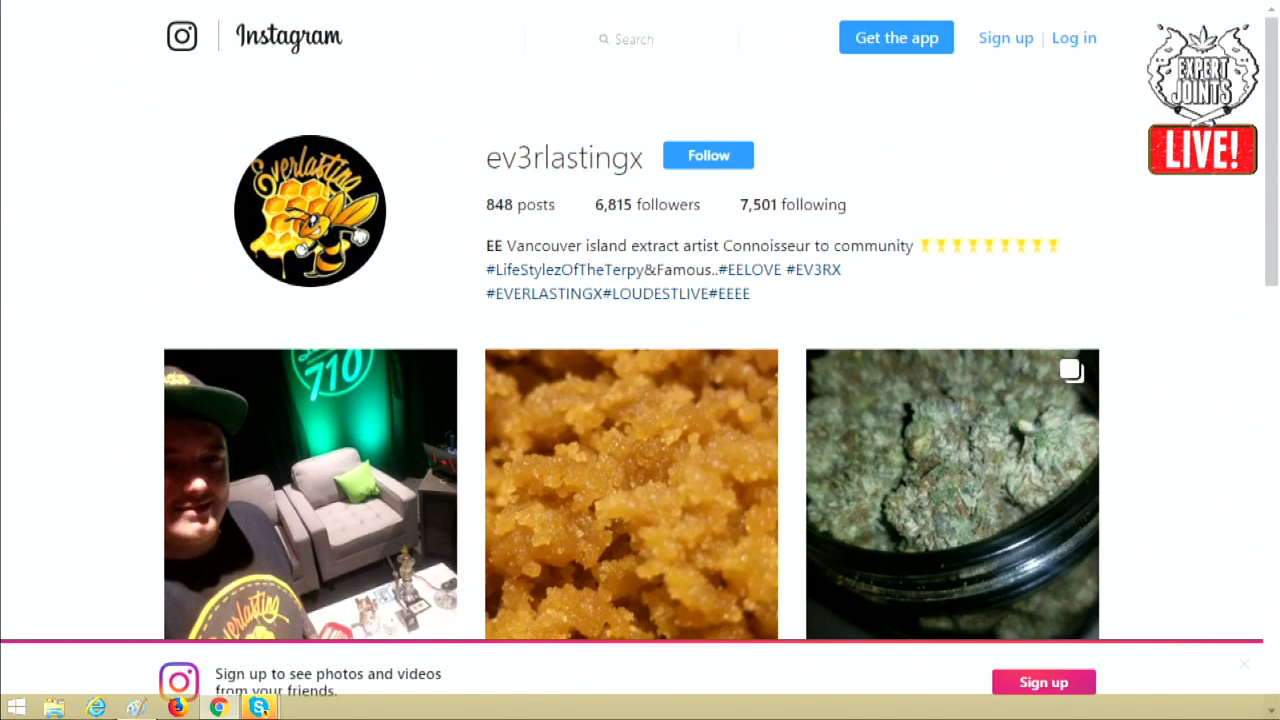 Instagram
Search
Get the app
Sign up
Log in
EXPERT
JOINTS
LIVE!
Everlasting
ev3rlastingx
Follow
848 posts
6,815 followers
7,501 following
EE Vancouver island extract artist Connoisseur to community 🏆🏆🏆🏆🏆🏆🏆🏆🏆
#LifeStylezOfTheTerpy&Famous..#EELOVE #EV3RX
#EVERLASTINGX#LOUDESTLIVE#EEEE
710
Everlasting
Sign up to see photos and videos
from your friends.
Sign up